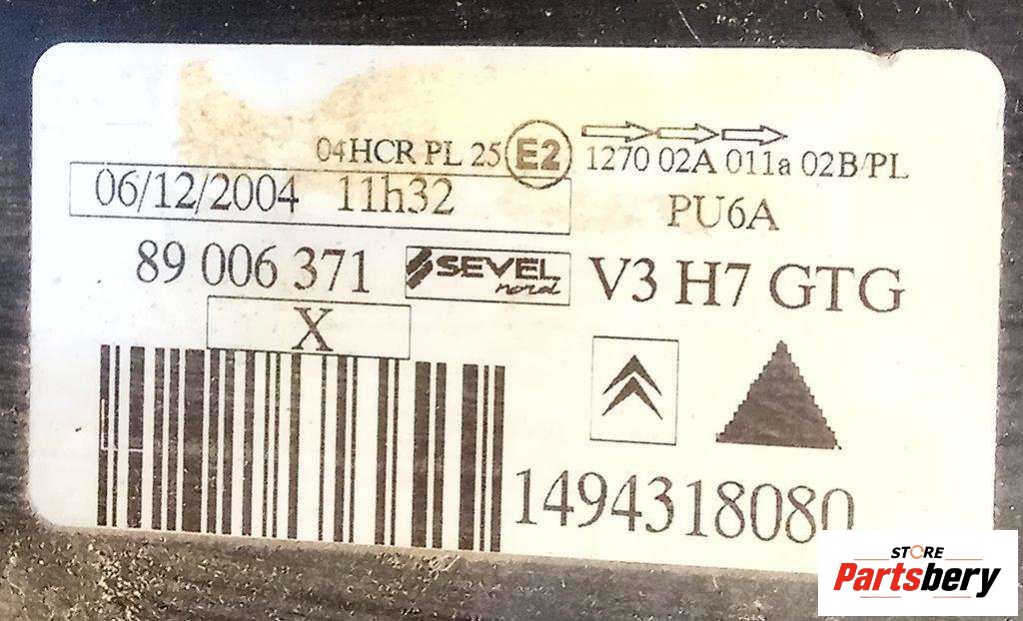 04HCR PL 25 E2 1270 02A 011a 02B/PL
06/12/2004 11h32 PU6A
89 006 371 SEVEL nord V3 H7 GTG
X
1494318080
STORE
Partsbery